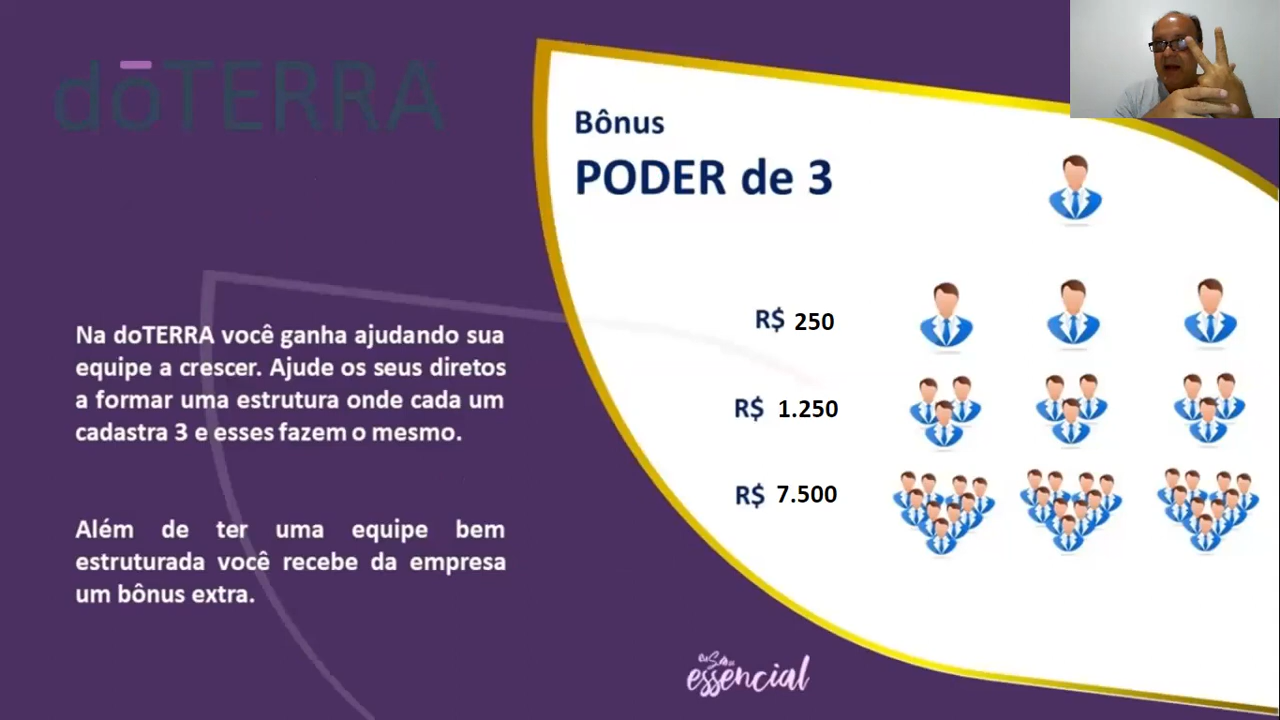 dōTERRA
Bônus
PODER de 3
R$ 250
R$ 1.250
R$ 7.500
Na doTERRA você ganha ajudando sua
equipe a crescer. Ajude os seus diretos
a formar uma estrutura onde cada um
cadastra 3 e esses fazem o mesmo.
Além de ter uma equipe bem
estruturada você recebe da empresa
um bônus extra.
essencial